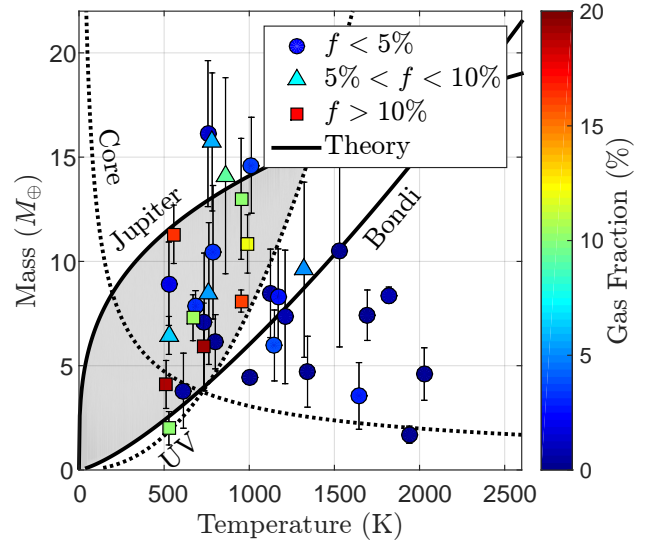 f < 5%
5% < f < 10%
f > 10%
Theory
Core
Jupiter
Bondi
UV
Mass (M⊕)
20
15
10
5
0
0
500
1000
1500
2000
2500
Temperature (K)
20
15
10
5
0
Gas Fraction (%)